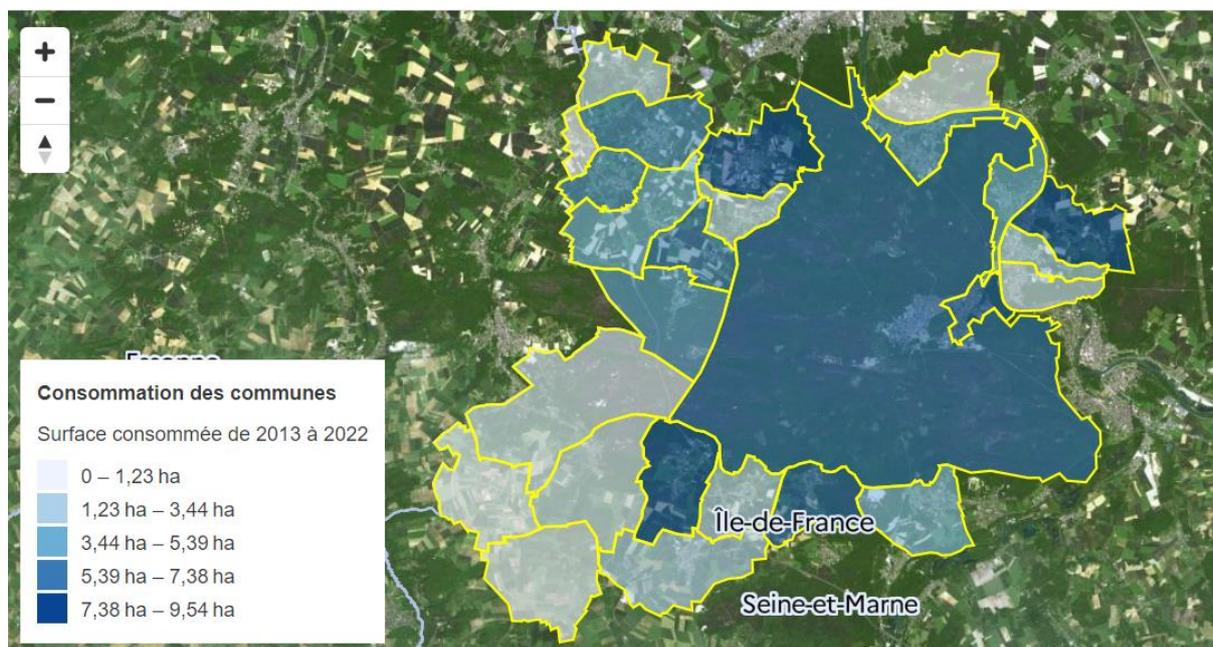 +
−
Essonne
Consommation des communes
Surface consommée de 2013 à 2022
0 – 1,23 ha
1,23 ha – 3,44 ha
3,44 ha – 5,39 ha
5,39 ha – 7,38 ha
7,38 ha – 9,54 ha
Île-de-France
Seine-et-Marne